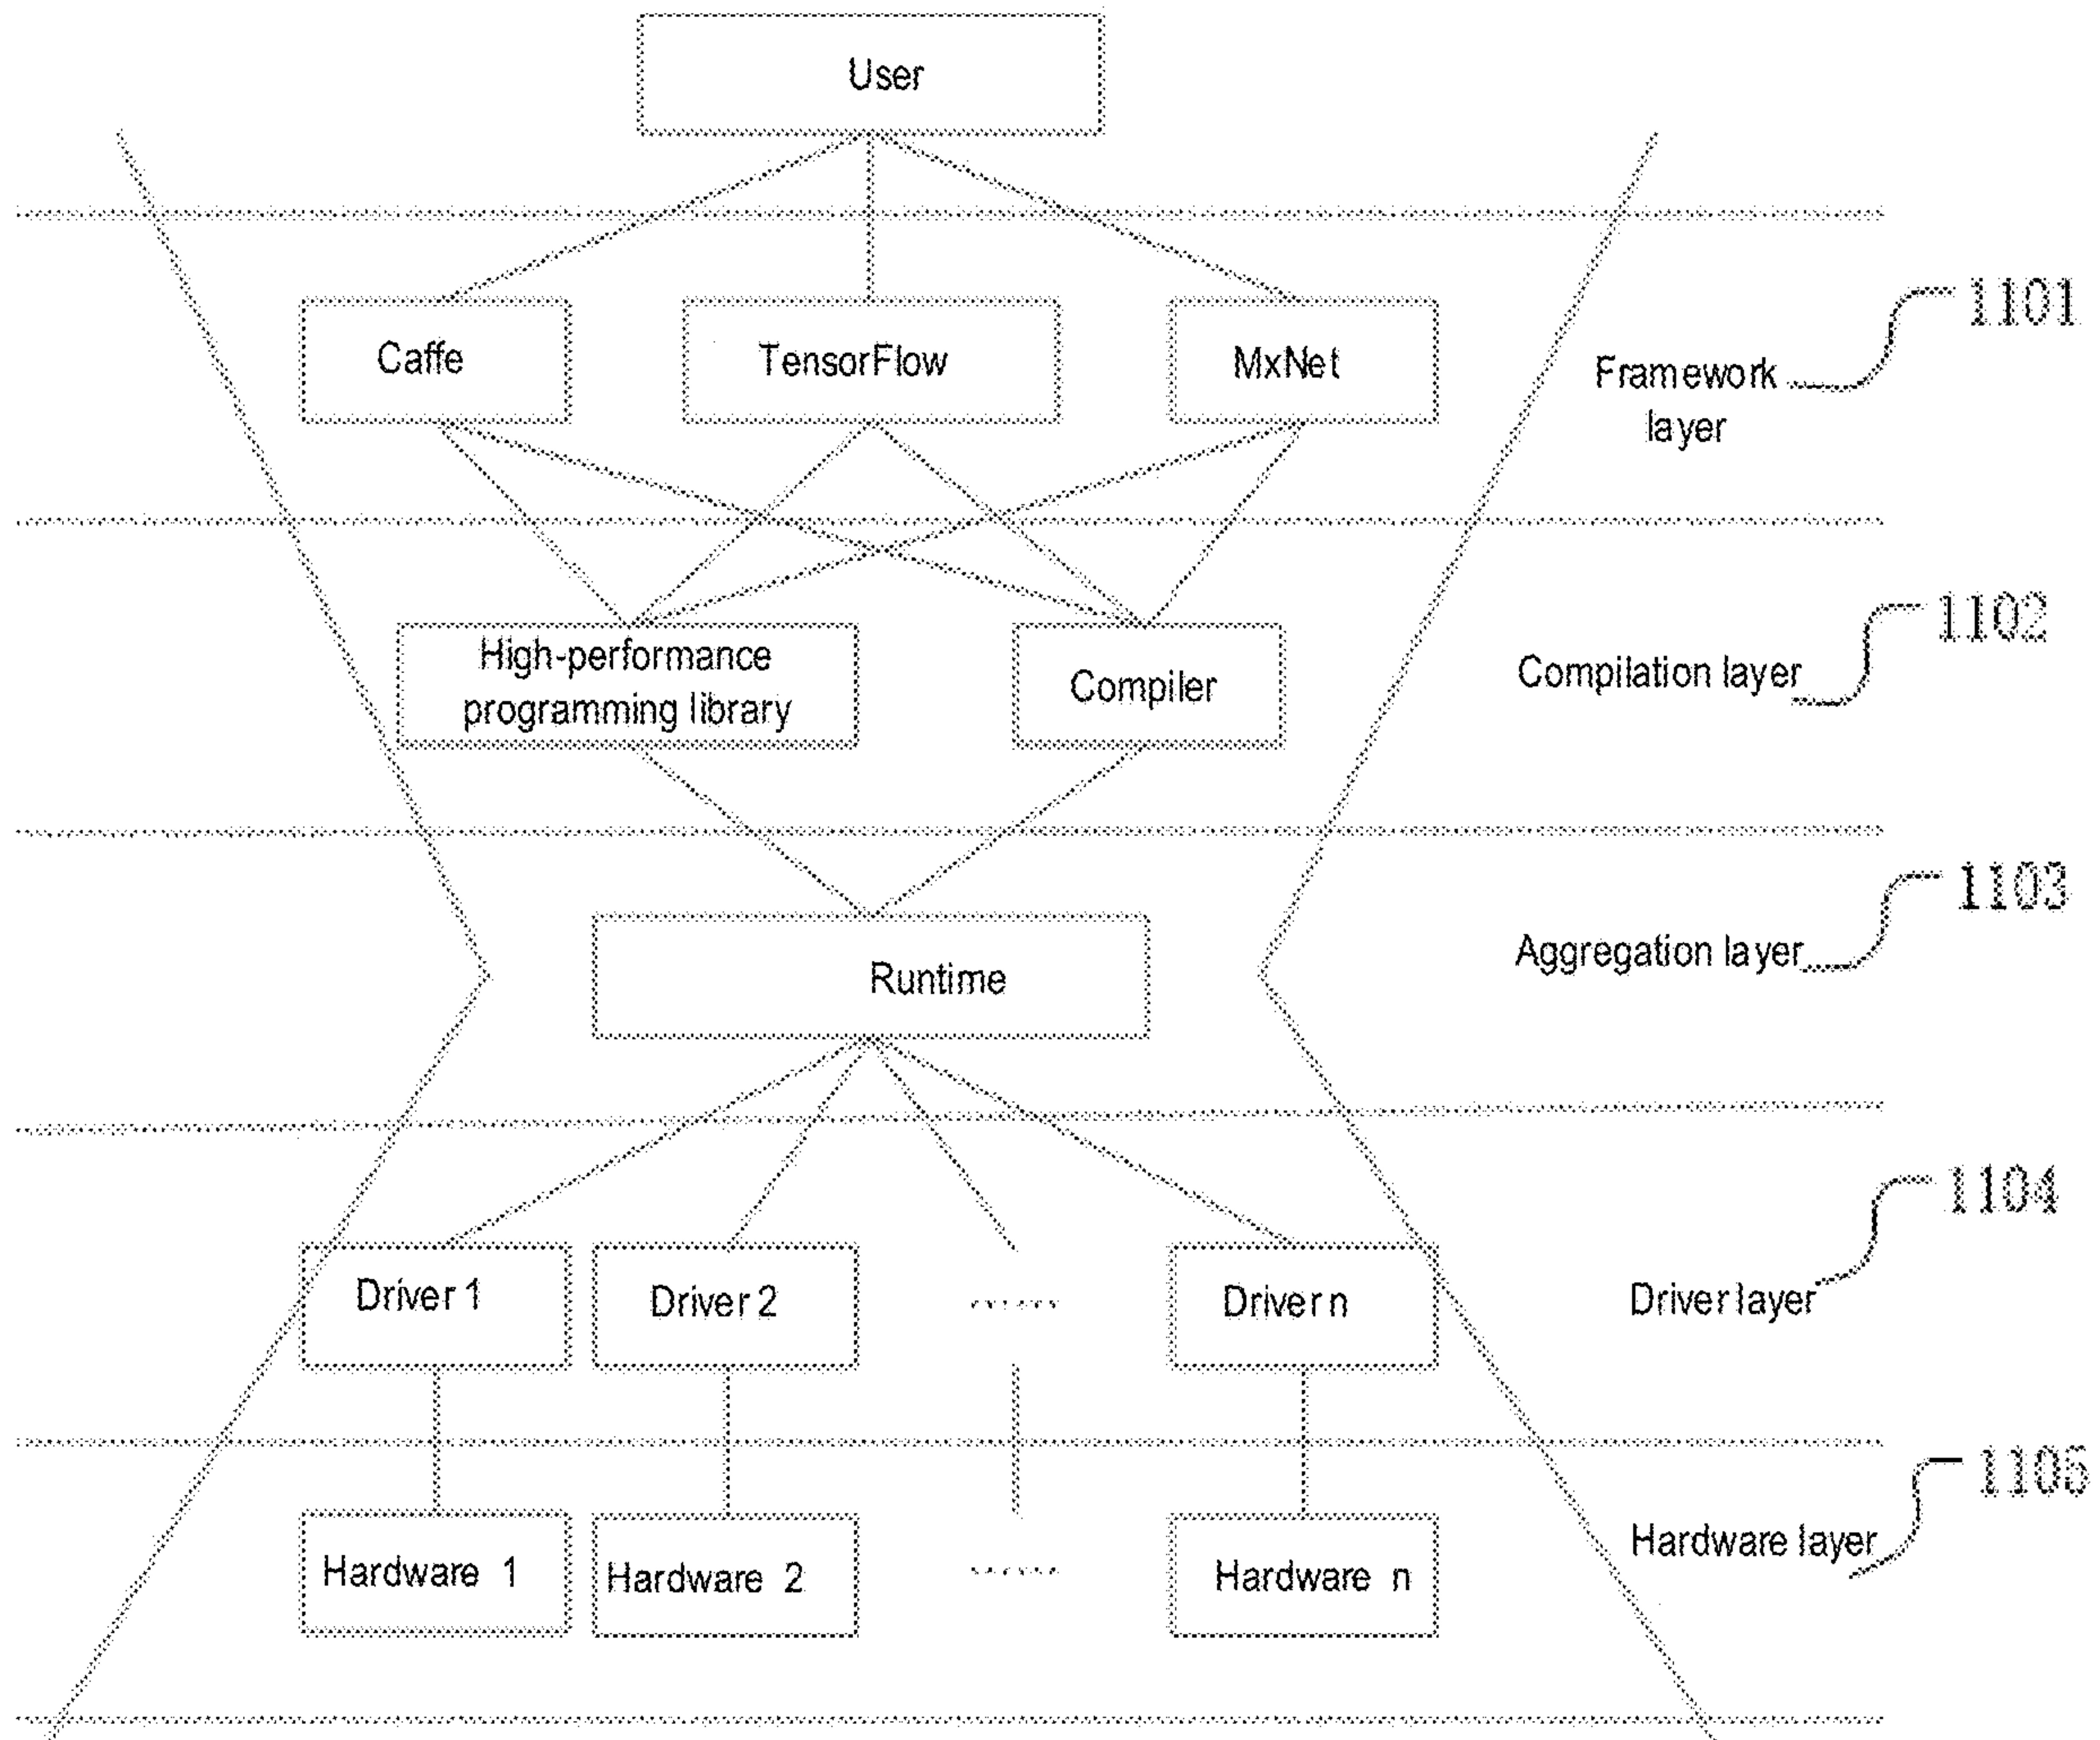 User
Caffe
TensorFlow
MxNet
Framework
layer
1101
High-performance
programming library
Compiler
Compilation layer
1102
Runtime
Aggregation layer
1103
Driver 1
Driver 2
......
Driver n
Driver layer
1104
Hardware 1
Hardware 2
......
Hardware n
Hardware layer
1105